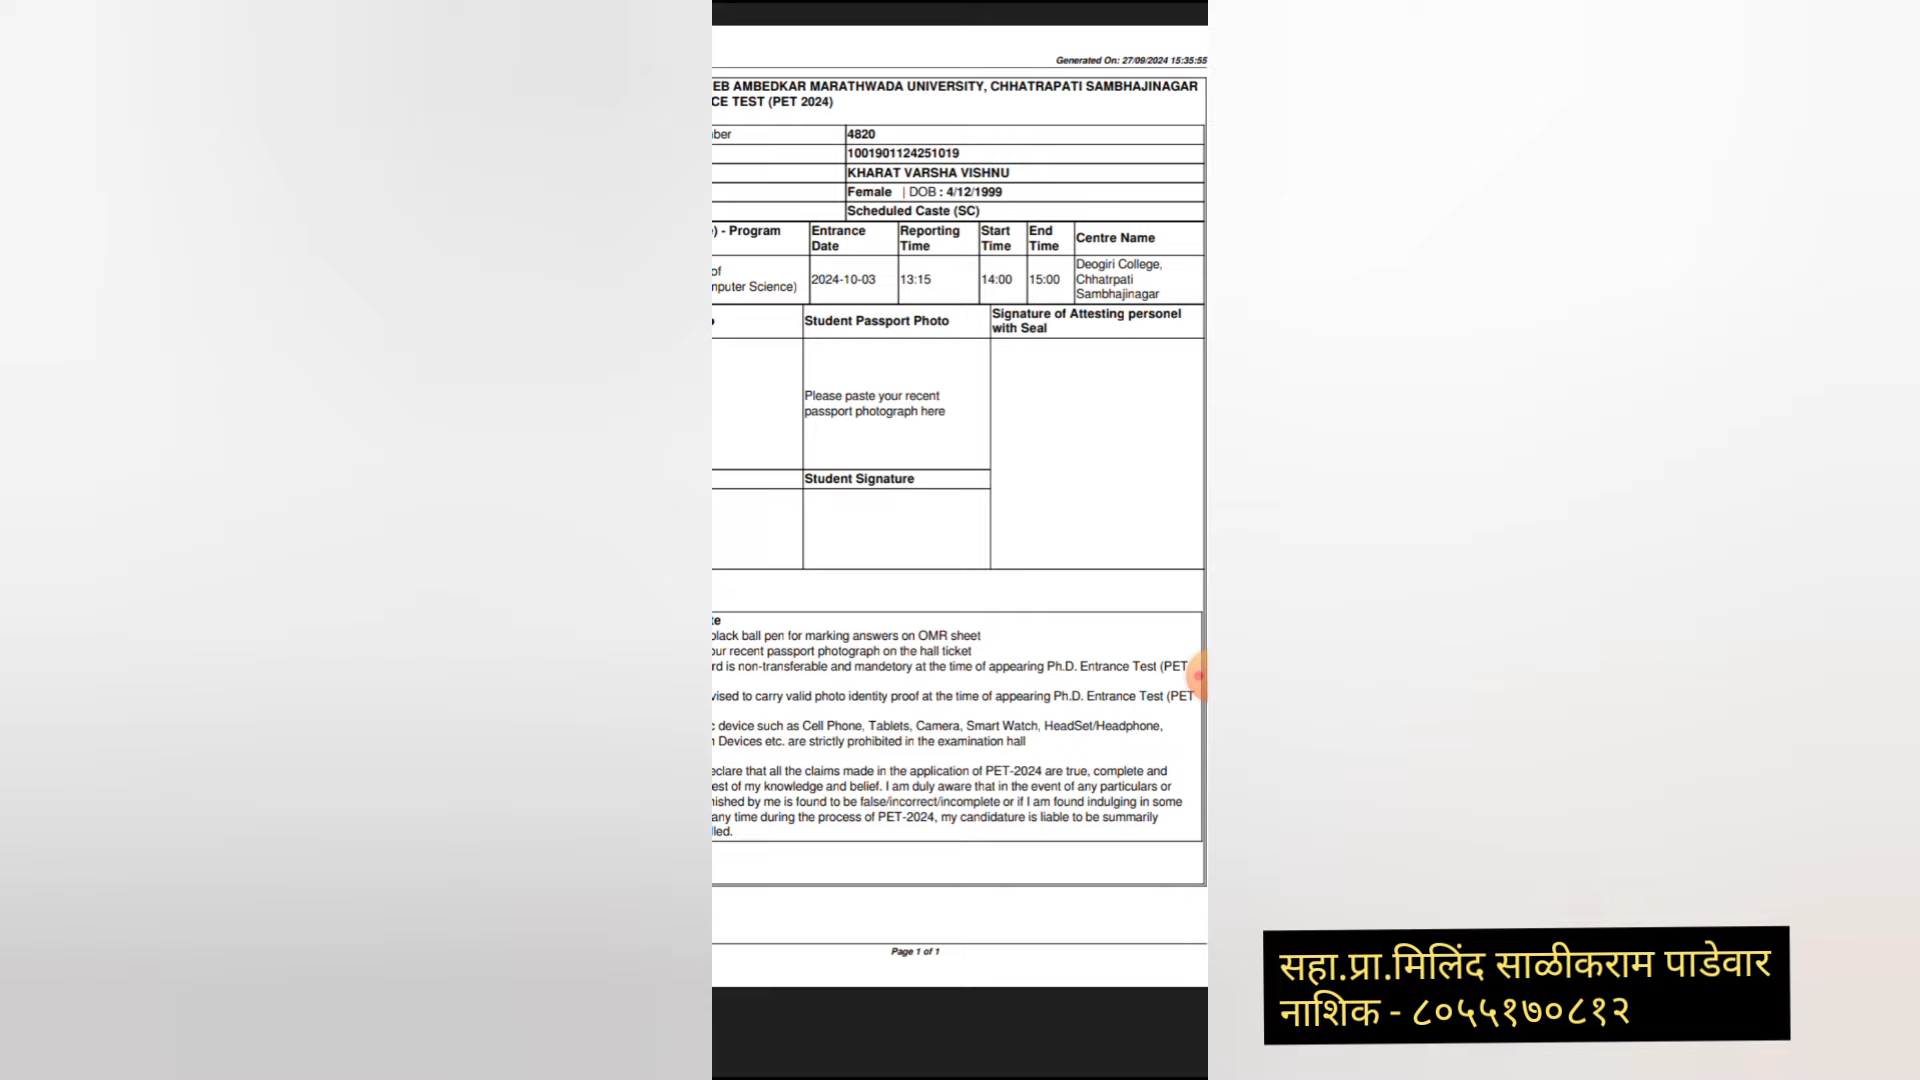 Generated On: 27/09/2024 15:35:55
EB AMBEDKAR MARATHWADA UNIVERSITY, CHHATRAPATI SAMBHAJINAGAR
CE TEST (PET 2024)
ber 4820
1001901124251019
KHARAT VARSHA VISHNU
Female | DOB : 4/12/1999
Scheduled Caste (SC)
) - Program Entrance Date Reporting Time Start Time End Time Centre Name
of
mputer Science) 2024-10-03 13:15 14:00 15:00 Deogiri College, Chhatrpati Sambhajinagar
Student Passport Photo Signature of Attesting personel with Seal
Please paste your recent
passport photograph here
Student Signature
te
black ball pen for marking answers on OMR sheet
our recent passport photograph on the hall ticket
rd is non-transferable and mandetory at the time of appearing Ph.D. Entrance Test (PET
vised to carry valid photo identity proof at the time of appearing Ph.D. Entrance Test (PET
c device such as Cell Phone, Tablets, Camera, Smart Watch, HeadSet/Headphone,
n Devices etc. are strictly prohibited in the examination hall
eclare that all the claims made in the application of PET-2024 are true, complete and
est of my knowledge and belief. I am duly aware that in the event of any particulars or
nished by me is found to be false/incorrect/incomplete or if I am found indulging in some
any time during the process of PET-2024, my candidature is liable to be summarily
lled.
Page 1 of 1
सहा.प्रा.मिलिंद साळीकराम पाडेवार
नाशिक - ८०५५१७०८१२